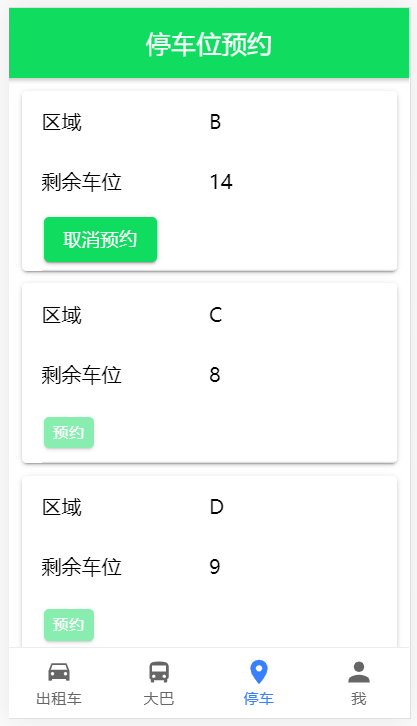 停车位预约
区域 B
剩余车位 14
取消预约
区域 C
剩余车位 8
预约
区域 D
剩余车位 9
预约
出租车 大巴 停车 我